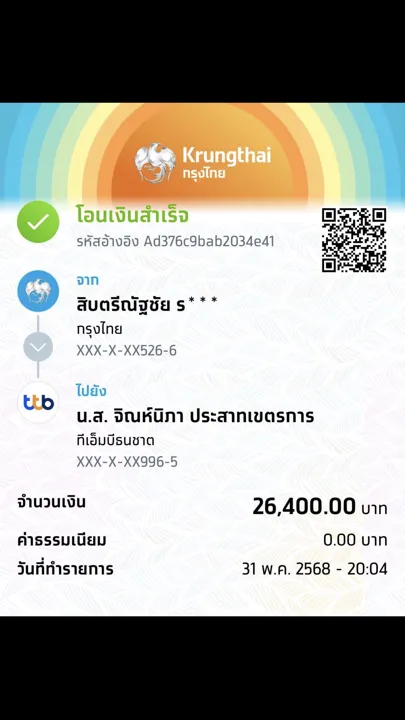 Krungthai
กรุงไทย
โอนเงินสำเร็จ
รหัสอ้างอิง Ad376c9bab2034e41
จาก
สิบตรีณัฐชัย ร***
กรุงไทย
XXX-X-XX526-6
ไปยัง
ttb
น.ส. จิณห์นิภา ประสาทเขตรการ
ทีเอ็มบีธนชาต
XXX-X-XX996-5
จำนวนเงิน 26,400.00 บาท
ค่าธรรมเนียม 0.00 บาท
วันที่ทำรายการ 31 พ.ค. 2568 - 20:04